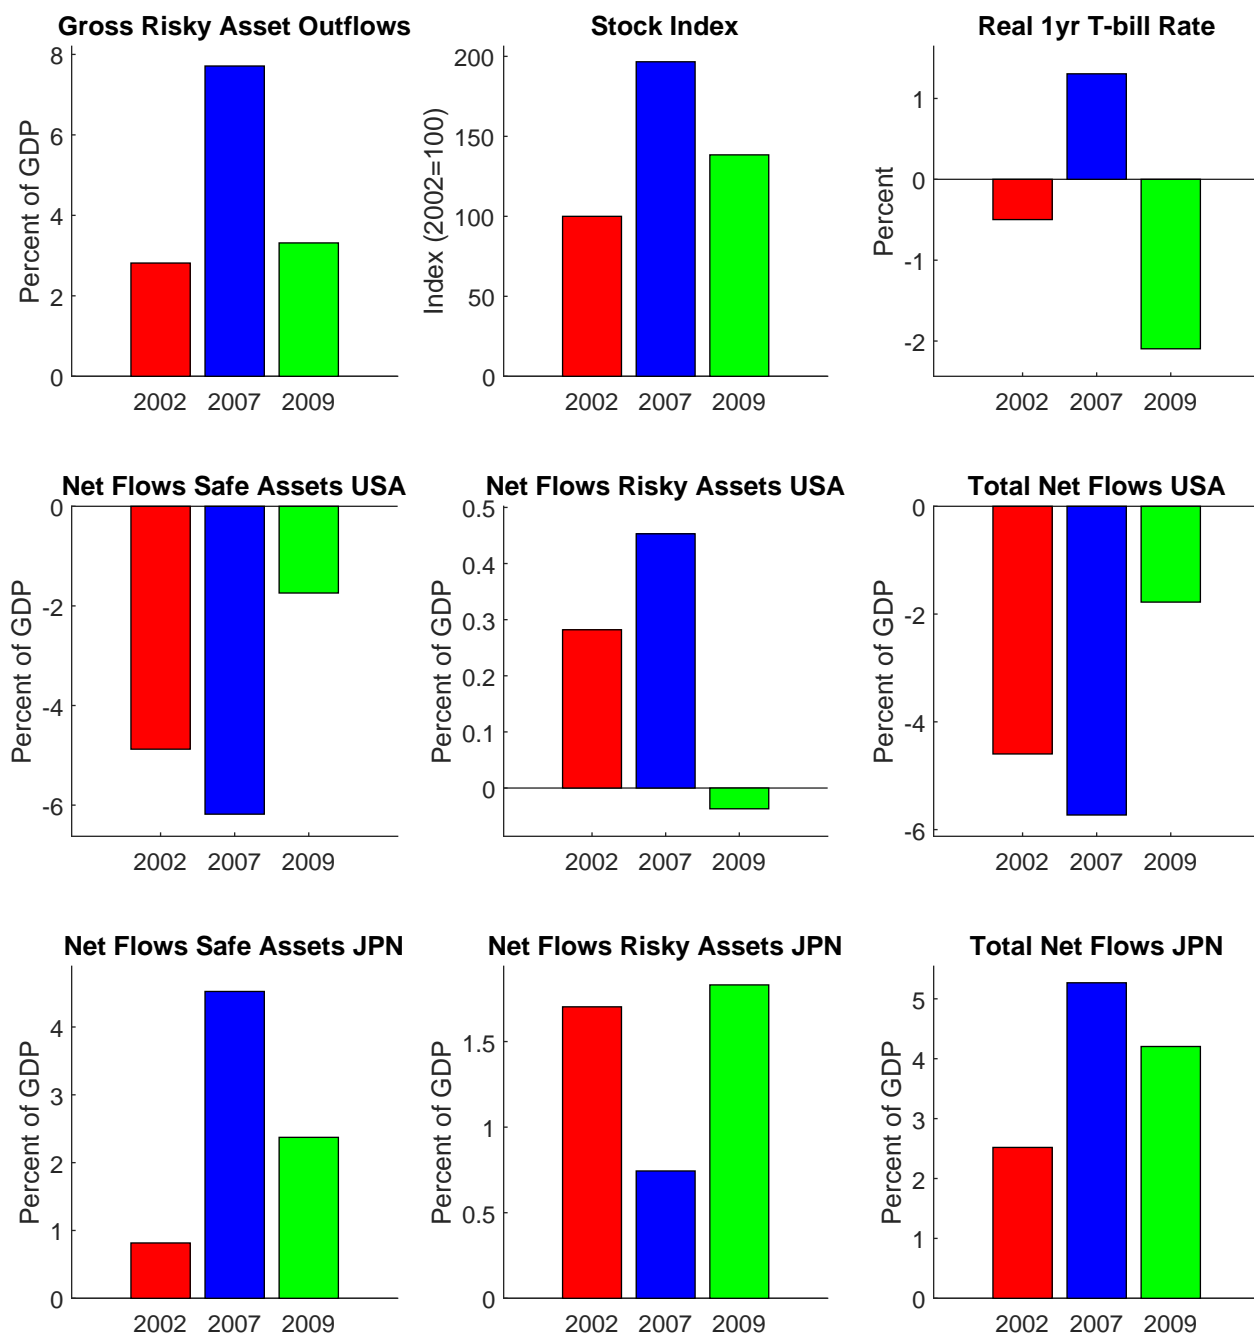 Gross Risky Asset Outflows
Percent of GDP
8
6
4
2
0
2002 2007 2009
Stock Index
Index (2002=100)
200
150
100
50
0
2002 2007 2009
Real 1yr T-bill Rate
Percent
1
0
-1
-2
2002 2007 2009
Net Flows Safe Assets USA
Percent of GDP
0
-2
-4
-6
2002 2007 2009
Net Flows Risky Assets USA
Percent of GDP
0.5
0.4
0.3
0.2
0.1
0
2002 2007 2009
Total Net Flows USA
Percent of GDP
0
-2
-4
-6
2002 2007 2009
Net Flows Safe Assets JPN
Percent of GDP
4
3
2
1
0
2002 2007 2009
Net Flows Risky Assets JPN
Percent of GDP
1.5
1
0.5
0
2002 2007 2009
Total Net Flows JPN
Percent of GDP
5
4
3
2
1
0
2002 2007 2009